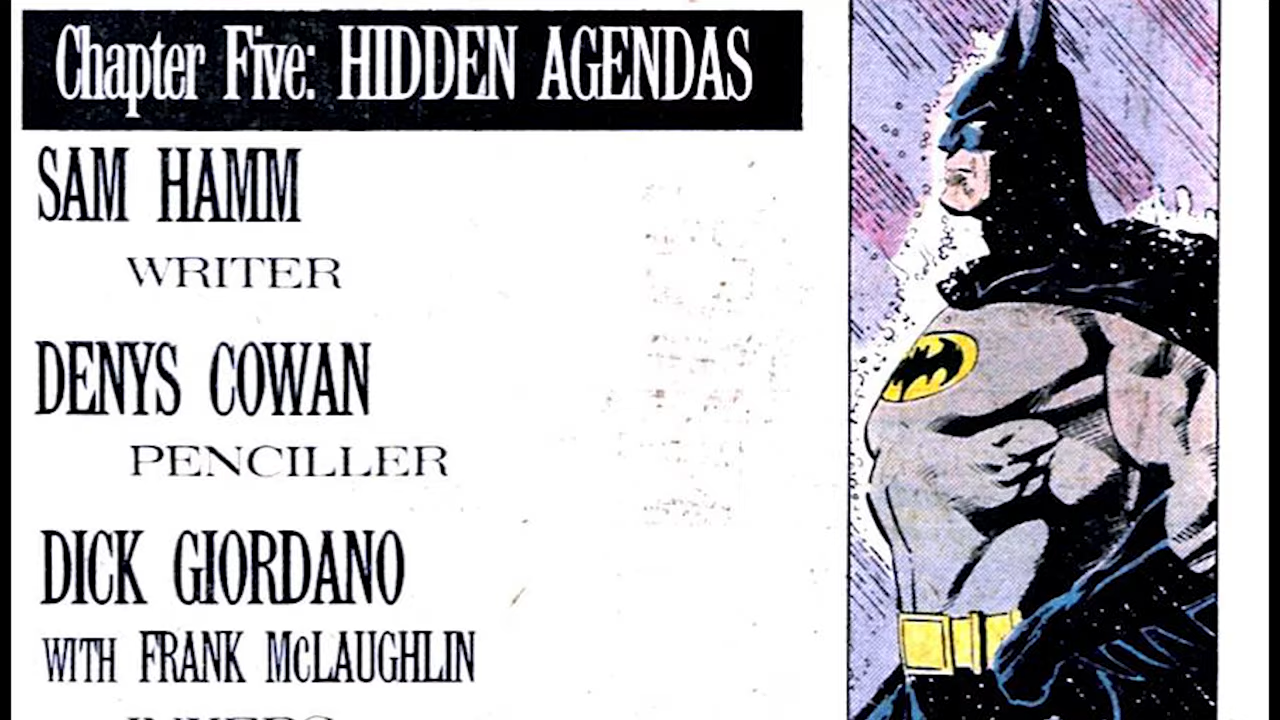 Chapter Five: HIDDEN AGENDAS
SAM HAMM
WRITER
DENYS COWAN
PENCILLER
DICK GIORDANO
WITH FRANK McLAUGHLIN